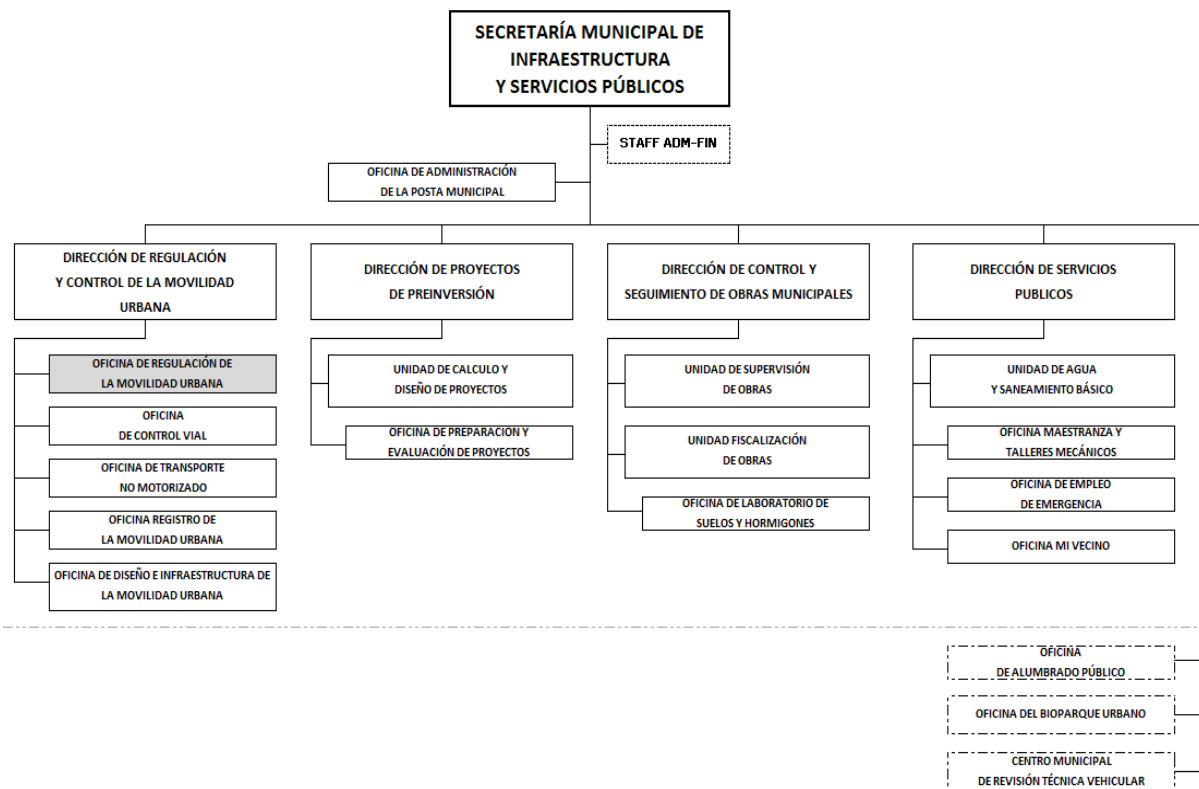 SECRETARÍA MUNICIPAL DE
INFRAESTRUCTURA
Y SERVICIOS PÚBLICOS
STAFF ADM-FIN
OFICINA DE ADMINISTRACIÓN
DE LA POSTA MUNICIPAL
DIRECCIÓN DE REGULACIÓN
Y CONTROL DE LA MOVILIDAD
URBANA
OFICINA DE REGULACIÓN DE
LA MOVILIDAD URBANA
OFICINA
DE CONTROL VIAL
OFICINA DE TRANSPORTE
NO MOTORIZADO
OFICINA REGISTRO DE
LA MOVILIDAD URBANA
OFICINA DE DISEÑO E INFRAESTRUCTURA DE
LA MOVILIDAD URBANA
DIRECCIÓN DE PROYECTOS
DE PREINVERSIÓN
UNIDAD DE CALCULO Y
DISEÑO DE PROYECTOS
OFICINA DE PREPARACION Y
EVALUACIÓN DE PROYECTOS
DIRECCIÓN DE CONTROL Y
SEGUIMIENTO DE OBRAS MUNICIPALES
UNIDAD DE SUPERVISIÓN
DE OBRAS
UNIDAD FISCALIZACIÓN
DE OBRAS
OFICINA DE LABORATORIO DE
SUELOS Y HORMIGONES
DIRECCIÓN DE SERVICIOS
PUBLICOS
UNIDAD DE AGUA
Y SANEAMIENTO BÁSICO
OFICINA MAESTRANZA Y
TALLERES MECÁNICOS
OFICINA DE EMPLEO
DE EMERGENCIA
OFICINA MI VECINO
OFICINA
DE ALUMBRADO PÚBLICO
OFICINA DEL BIOPARQUE URBANO
CENTRO MUNICIPAL
DE REVISIÓN TÉCNICA VEHICULAR